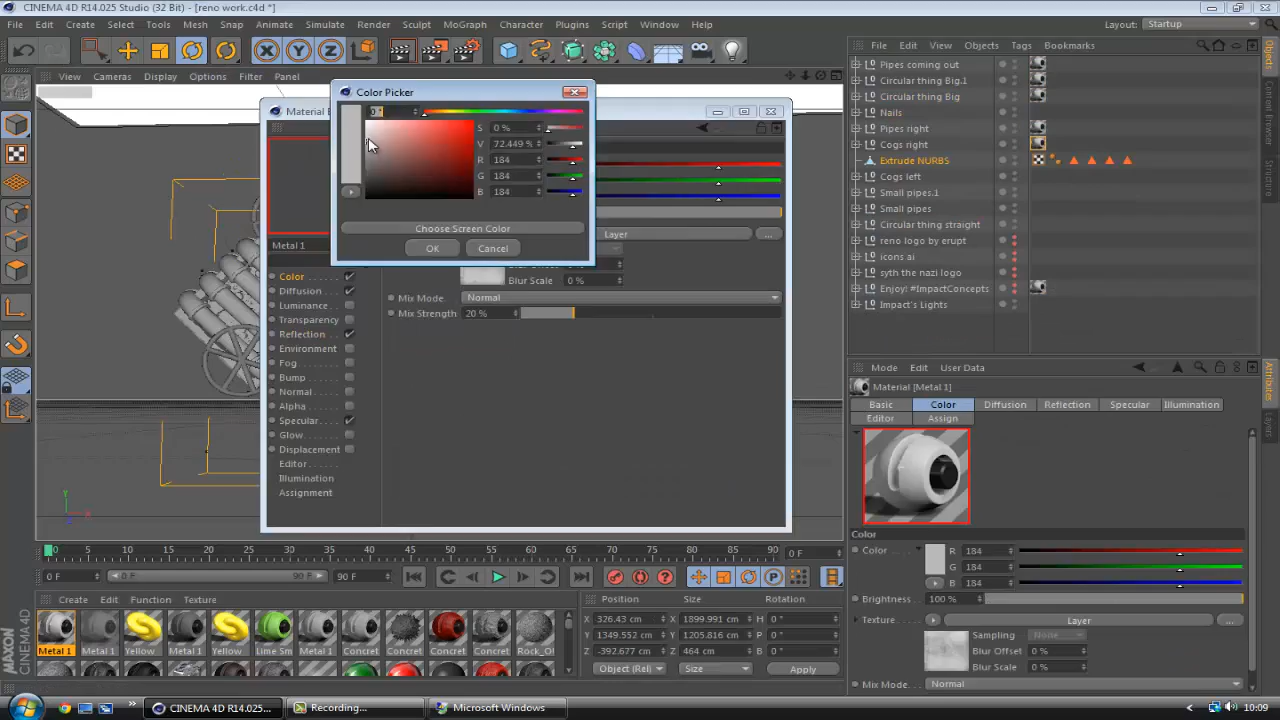 CINEMA 4D R14.025 Studio (32 Bit) - [reno work.c4d *]
File Edit Create Select Tools Mesh Snap Animate Simulate Render Sculpt MoGraph Character Plugins Script Window Help
Layout: Startup
X Y Z
View Cameras Display Options Filter Panel
File Edit View Objects Tags Bookmarks
Objects
Structure
Pipes coming out
Circular thing Big.1
Circular thing Big
Nails
Pipes right
Cogs right
Extrude NURBS
Cogs left
Small pipes.1
Small pipes
Circular thing straight
reno logo by erupt
icons ai
syth the nazi logo
Enjoy! #ImpactConcepts
Impact's Lights
Color Picker
0 °
S 0 %
V 72.449 %
R 184
G 184
B 184
Choose Screen Color
OK Cancel
Layer
...
Blur Scale 0 %
Mix Mode. Normal
Mix Strength 20 %
Metal 1
Color
Diffusion
Luminance
Transparency
Reflection
Environment
Fog
Bump
Normal
Alpha
Specular
Glow
Displacement
Editor
Illumination
Assignment
Mode Edit User Data
Attributes
Layers
Material [Metal 1]
Basic Color Diffusion Reflection Specular Illumination
Editor Assign
Color
Color R 184
G 184
B 184
Brightness. 100 %
Texture Layer ...
Sampling None
Blur Offset 0 %
Blur Scale 0 %
Mix Mode Normal
Y
0 5 10 15 20 25 30 35 40 45 50 55 60 65 70 75 80 85 90 0 F
0 F 0 F 90 F 90 F
Create Edit Function Texture
Metal 1 Metal 1 Yellow Yellow Lime Sm Metal 1 Concret Concret Concret Concret Rock_O!
Position Size Rotation
X 326.43 cm X 1899.991 cm H 0 °
Y 1349.552 cm Y 1205.816 cm P 0 °
Z -392.677 cm Z 464 cm B 0 °
Object (Rel) Size Apply
MAXON CINEMA 4D
CINEMA 4D R14.025... Recording... Microsoft Windows 10:09